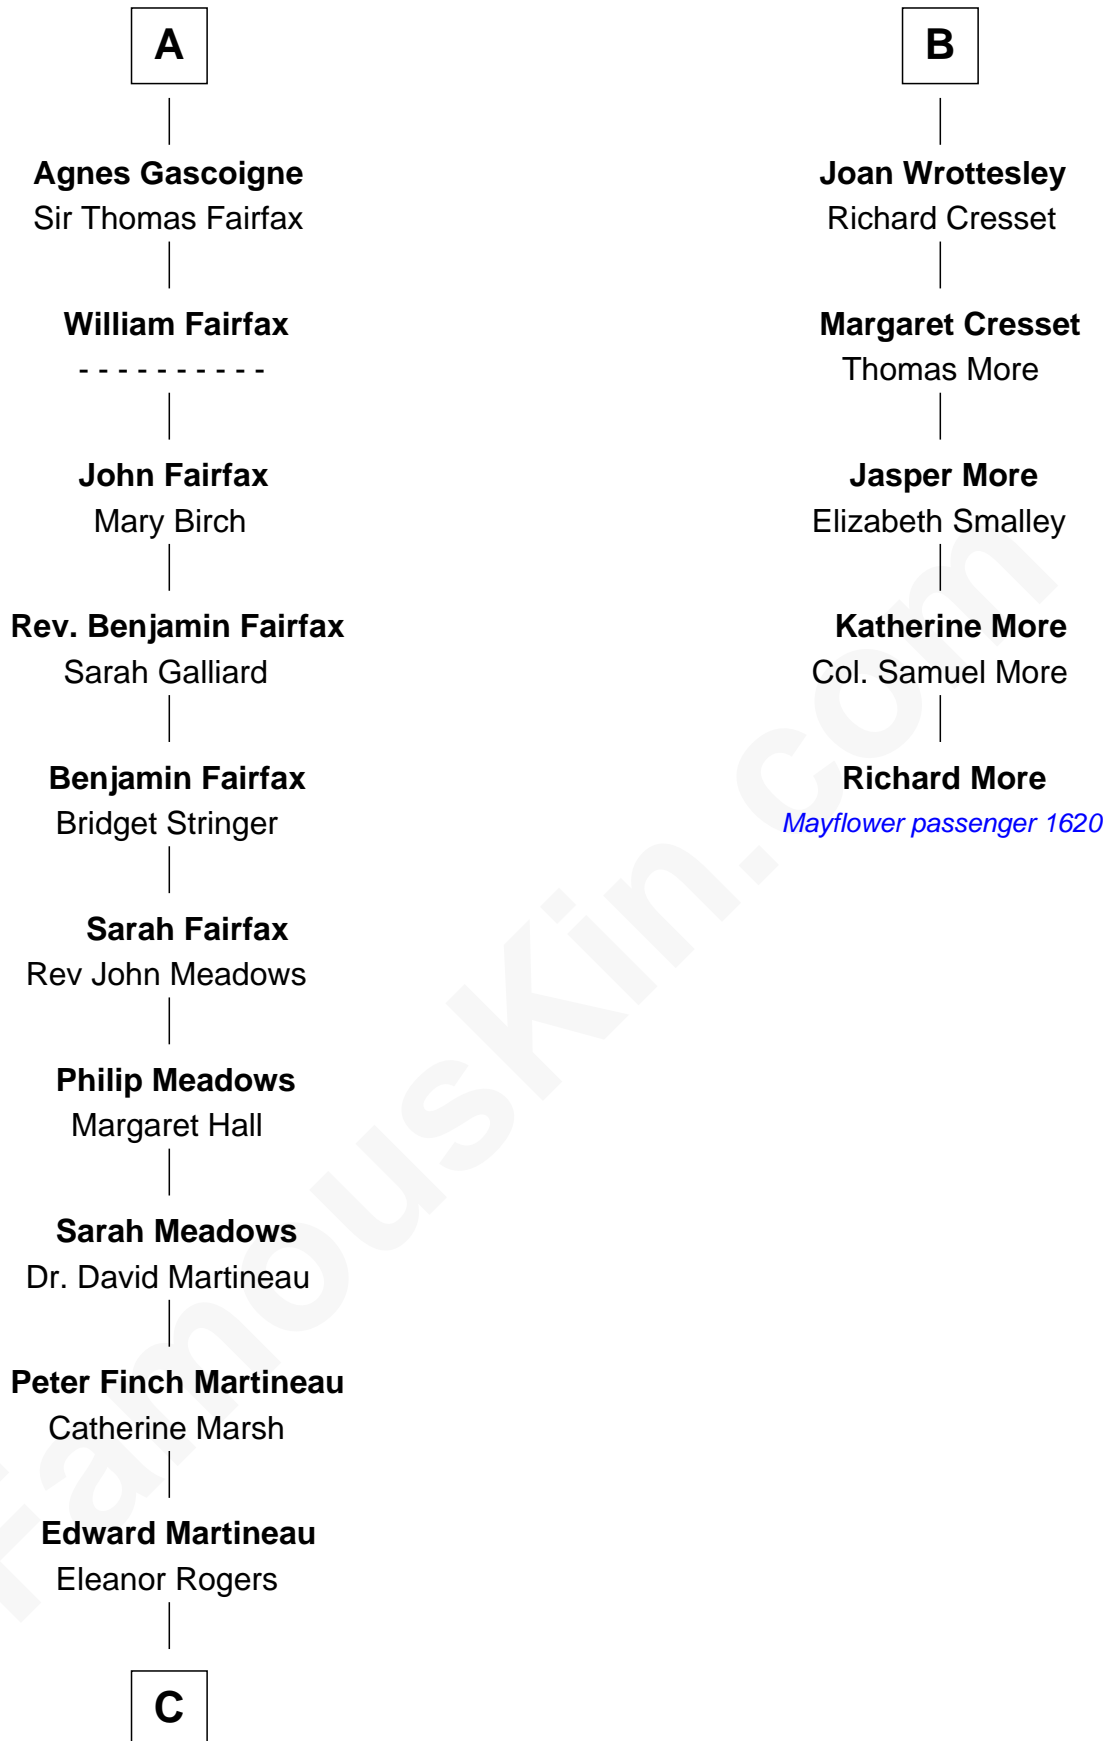 A
Agnes Gascoigne
Sir Thomas Fairfax
William Fairfax
- - - - - - - - - -
John Fairfax
Mary Birch
Rev. Benjamin Fairfax
Sarah Galliard
Benjamin Fairfax
Bridget Stringer
Sarah Fairfax
Rev John Meadows
Philip Meadows
Margaret Hall
Sarah Meadows
Dr. David Martineau
Peter Finch Martineau
Catherine Marsh
Edward Martineau
Eleanor Rogers
C
B
Joan Wrottesley
Richard Cresset
Margaret Cresset
Thomas More
Jasper More
Elizabeth Smalley
Katherine More
Col. Samuel More
Richard More
Mayflower passenger 1620
FamousKin.com